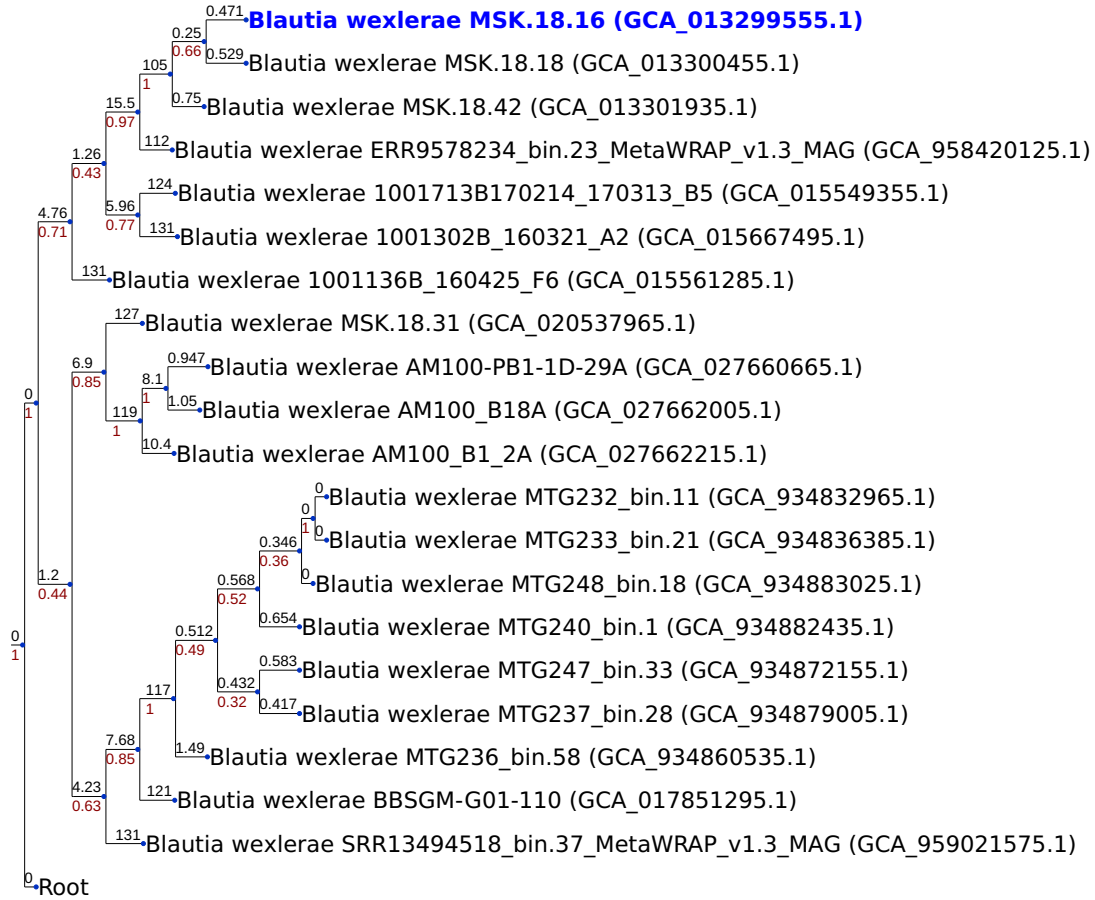 0.471
Blautia wexlerae MSK.18.16 (GCA_013299555.1)
0.25
0.66
0.529
Blautia wexlerae MSK.18.18 (GCA_013300455.1)
105
1
0.75
Blautia wexlerae MSK.18.42 (GCA_013301935.1)
15.5
0.97
112
Blautia wexlerae ERR9578234_bin.23_MetaWRAP_v1.3_MAG (GCA_958420125.1)
1.26
0.43
124
Blautia wexlerae 1001713B170214_170313_B5 (GCA_015549355.1)
5.96
0.77
131
Blautia wexlerae 1001302B_160321_A2 (GCA_015667495.1)
4.76
0.71
131
Blautia wexlerae 1001136B_160425_F6 (GCA_015561285.1)
127
Blautia wexlerae MSK.18.31 (GCA_020537965.1)
6.9
0.85
0.947
Blautia wexlerae AM100-PB1-1D-29A (GCA_027660665.1)
8.1
1
1.05
Blautia wexlerae AM100_B18A (GCA_027662005.1)
0
1
119
1
10.4
Blautia wexlerae AM100_B1_2A (GCA_027662215.1)
0
Blautia wexlerae MTG232_bin.11 (GCA_934832965.1)
0
1
0
Blautia wexlerae MTG233_bin.21 (GCA_934836385.1)
0.346
0.36
0
Blautia wexlerae MTG248_bin.18 (GCA_934883025.1)
1.2
0.44
0.568
0.52
0.654
Blautia wexlerae MTG240_bin.1 (GCA_934882435.1)
0
1
0.512
0.49
0.583
Blautia wexlerae MTG247_bin.33 (GCA_934872155.1)
0.432
0.32
0.417
Blautia wexlerae MTG237_bin.28 (GCA_934879005.1)
117
1
1.49
Blautia wexlerae MTG236_bin.58 (GCA_934860535.1)
7.68
0.85
121
Blautia wexlerae BBSGM-G01-110 (GCA_017851295.1)
4.23
0.63
131
Blautia wexlerae SRR13494518_bin.37_MetaWRAP_v1.3_MAG (GCA_959021575.1)
0
Root